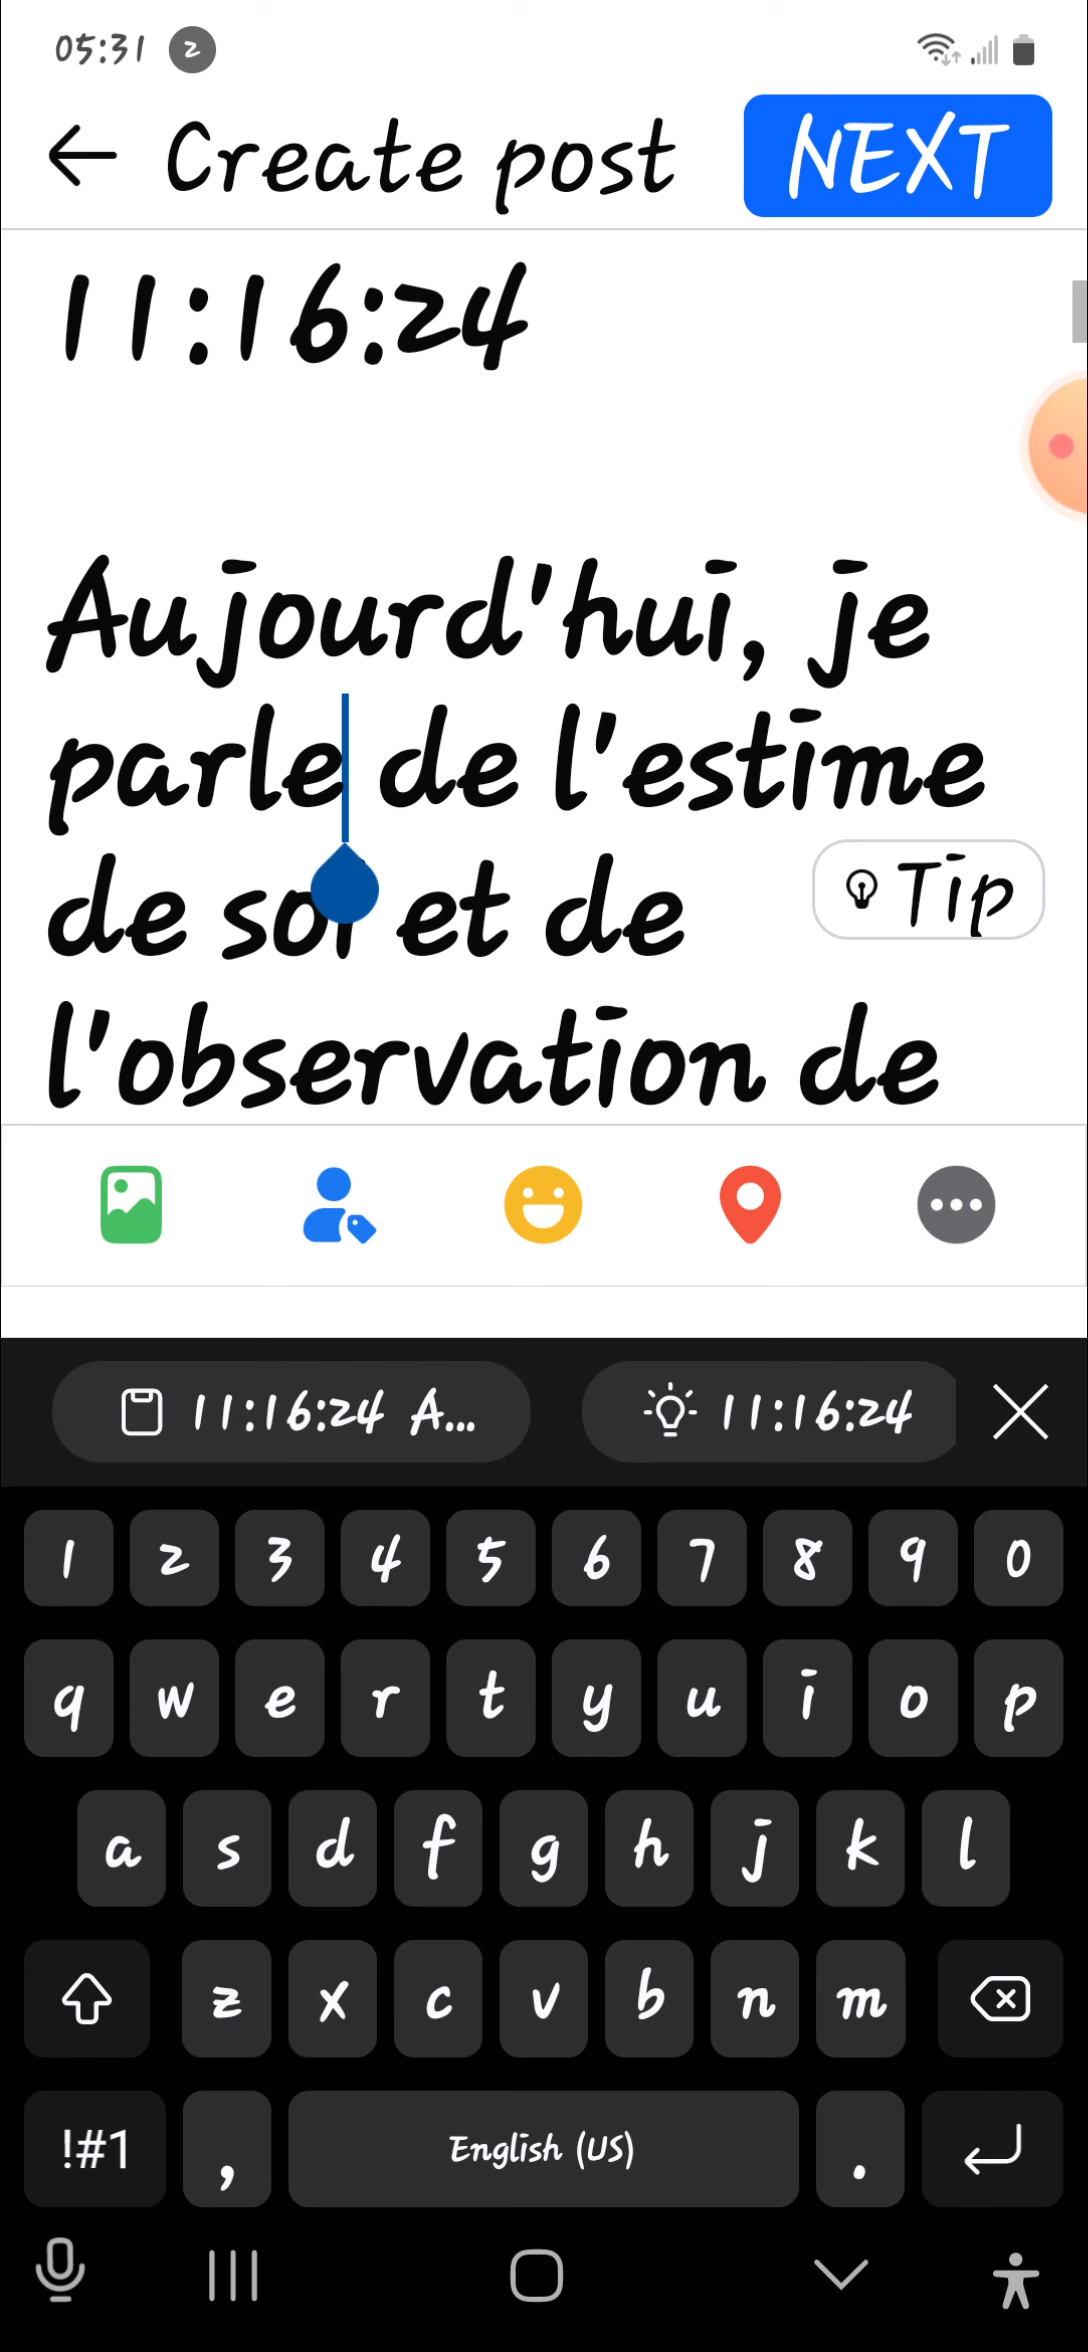 05:31 2
Create post NEXT
11:16:24
Aujourd'hui, je
parle de l'estime
de soi et de
Tip
l'observation de
11:16:24 A... 11:16:24
1 2 3 4 5 6 7 8 9 0
q w e r t y u i o p
a s d f g h j k l
z x c v b n m
!#1 , English (US) .